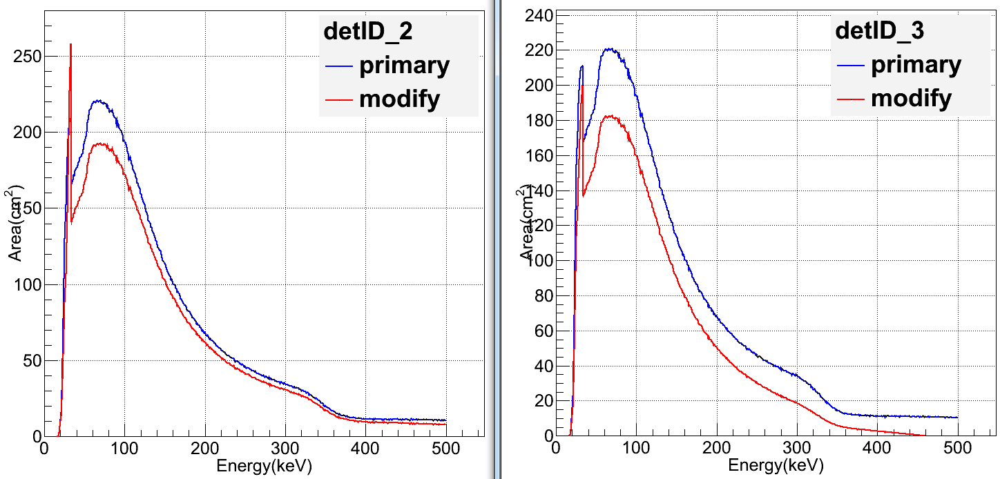 detID_2
primary
modify
250
200
150
100
50
0
Area(cm2)
0 100 200 300 400 500
Energy(keV)
detID_3
primary
modify
240
220
200
180
160
140
120
100
80
60
40
20
0
Area(cm2)
0 100 200 300 400 500
Energy(keV)